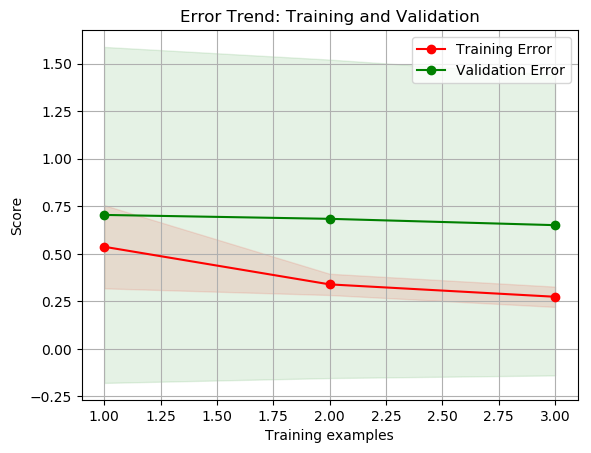 Error Trend: Training and Validation
Training Error
Validation Error
1.50
1.25
1.00
0.75
0.50
0.25
0.00
−0.25
Score
1.00 1.25 1.50 1.75 2.00 2.25 2.50 2.75 3.00
Training examples